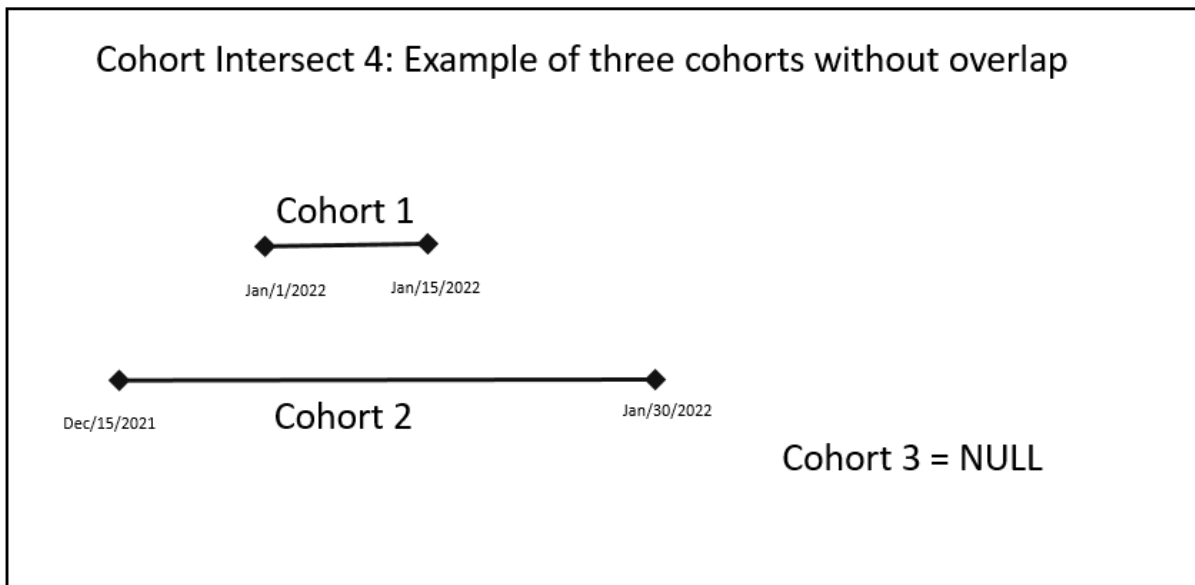 Cohort Intersect 4: Example of three cohorts without overlap
Cohort 1
Jan/1/2022
Jan/15/2022
Dec/15/2021
Cohort 2
Jan/30/2022
Cohort 3 = NULL